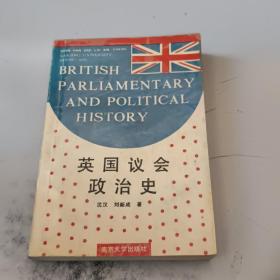 BRITISH
PARLIAMENTARY
AND POLITICAL
HISTORY
英国议会
政治史
沈汉 刘新成 著
南京大学出版社